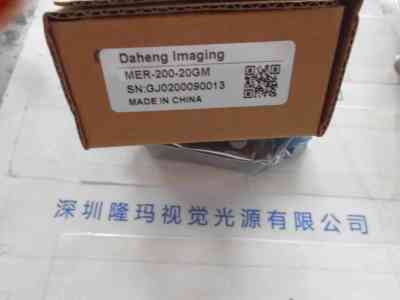 Daheng Imaging
MER-200-20GM
SN:GJ0200090013
MADE IN CHINA
深圳隆玛视觉光源有限公司